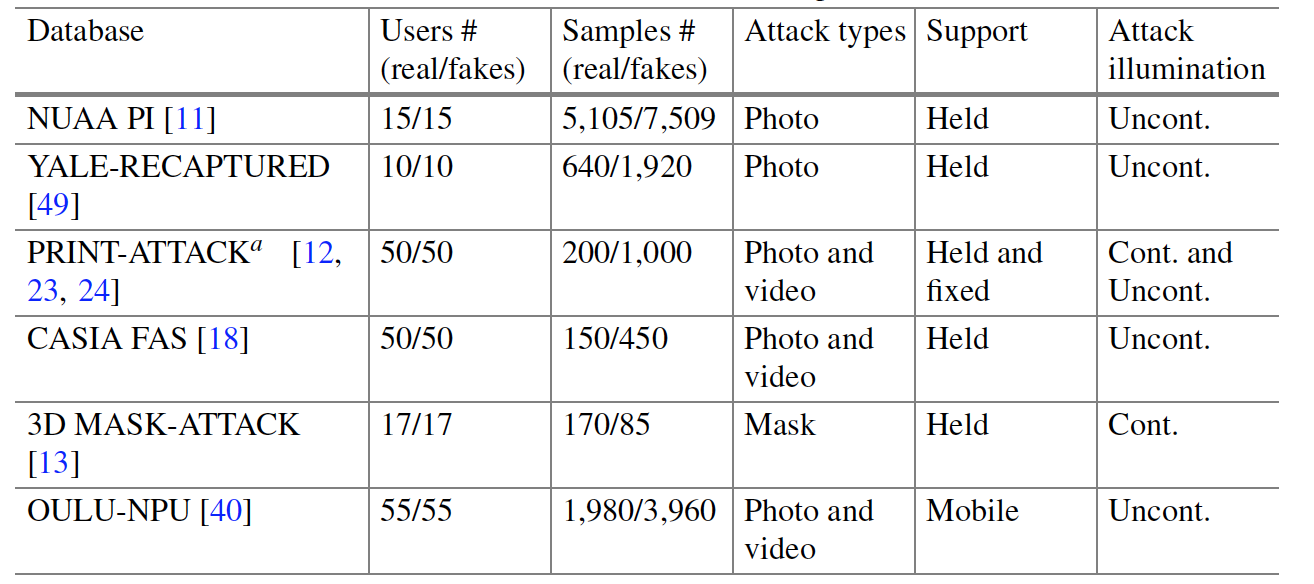 Database Users # Samples # Attack types Support Attack
(real/fakes) (real/fakes) illumination
NUAA PI [11] 15/15 5,105/7,509 Photo Held Uncont.
YALE-RECAPTURED 10/10 640/1,920 Photo Held Uncont.
[49]
PRINT-ATTACKᵃ [12, 50/50 200/1,000 Photo and Held and Cont. and
23, 24] video fixed Uncont.
CASIA FAS [18] 50/50 150/450 Photo and Held Uncont.
video
3D MASK-ATTACK 17/17 170/85 Mask Held Cont.
[13]
OULU-NPU [40] 55/55 1,980/3,960 Photo and Mobile Uncont.
video